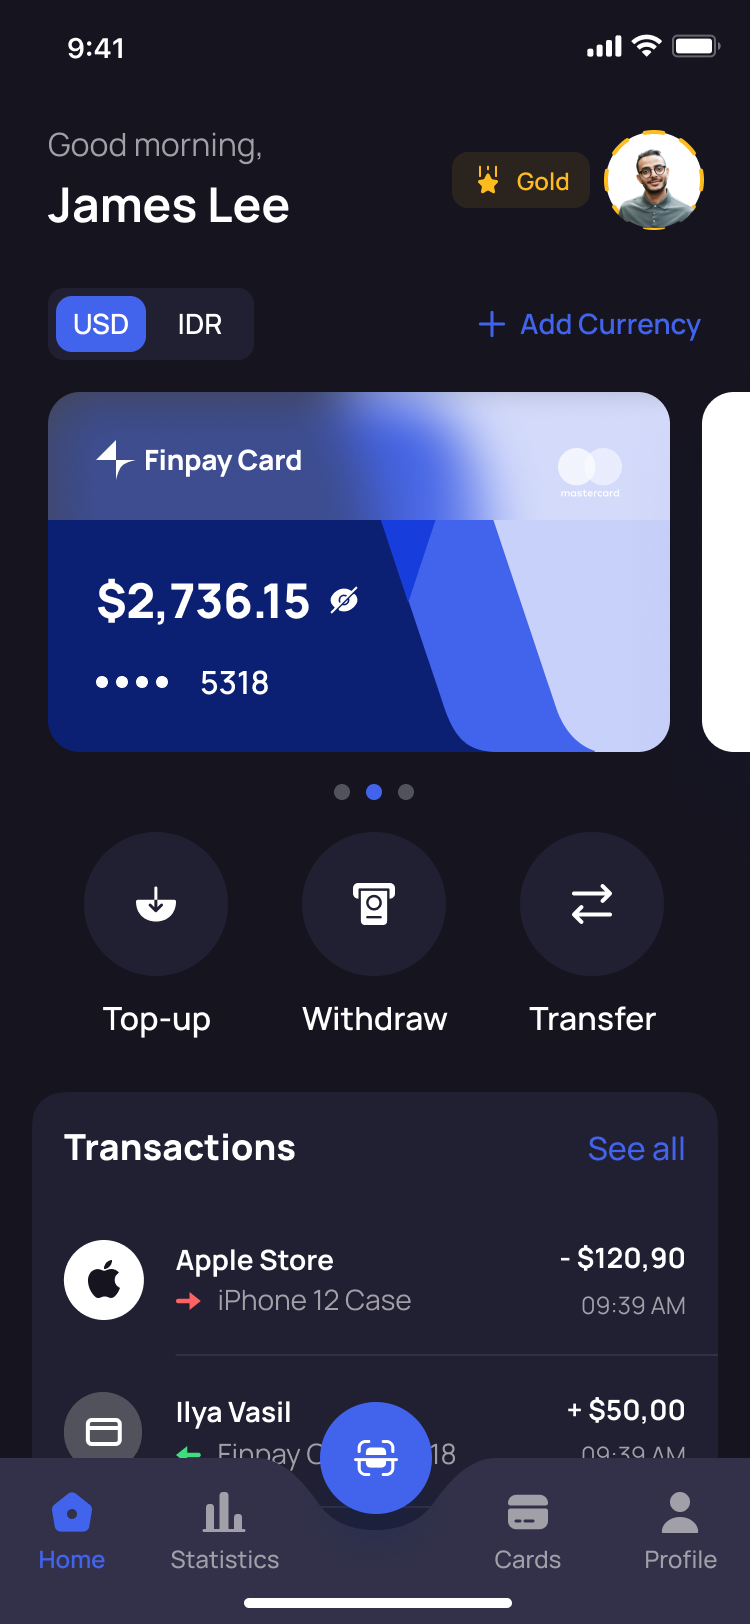 9:41
Good morning,
James Lee
Gold
USD
IDR
Add Currency
Finpay Card
mastercard
$2,736.15
5318
Top-up
Withdraw
Transfer
Transactions
See all
Apple Store
- $120,90
iPhone 12 Case
09:39 AM
Ilya Vasil
+ $50,00
Finpay
18
09:39 AM
Home
Statistics
Cards
Profile